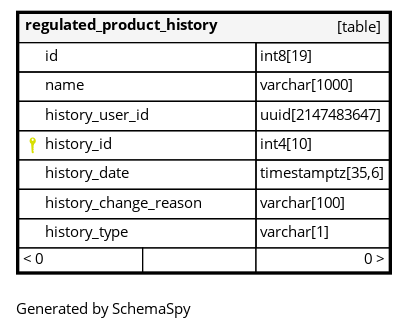 regulated_product_history [table]
id int8[19]
name varchar[1000]
history_user_id uuid[2147483647]
history_id int4[10]
history_date timestamptz[35,6]
history_change_reason varchar[100]
history_type varchar[1]
< 0 0 >
Generated by SchemaSpy